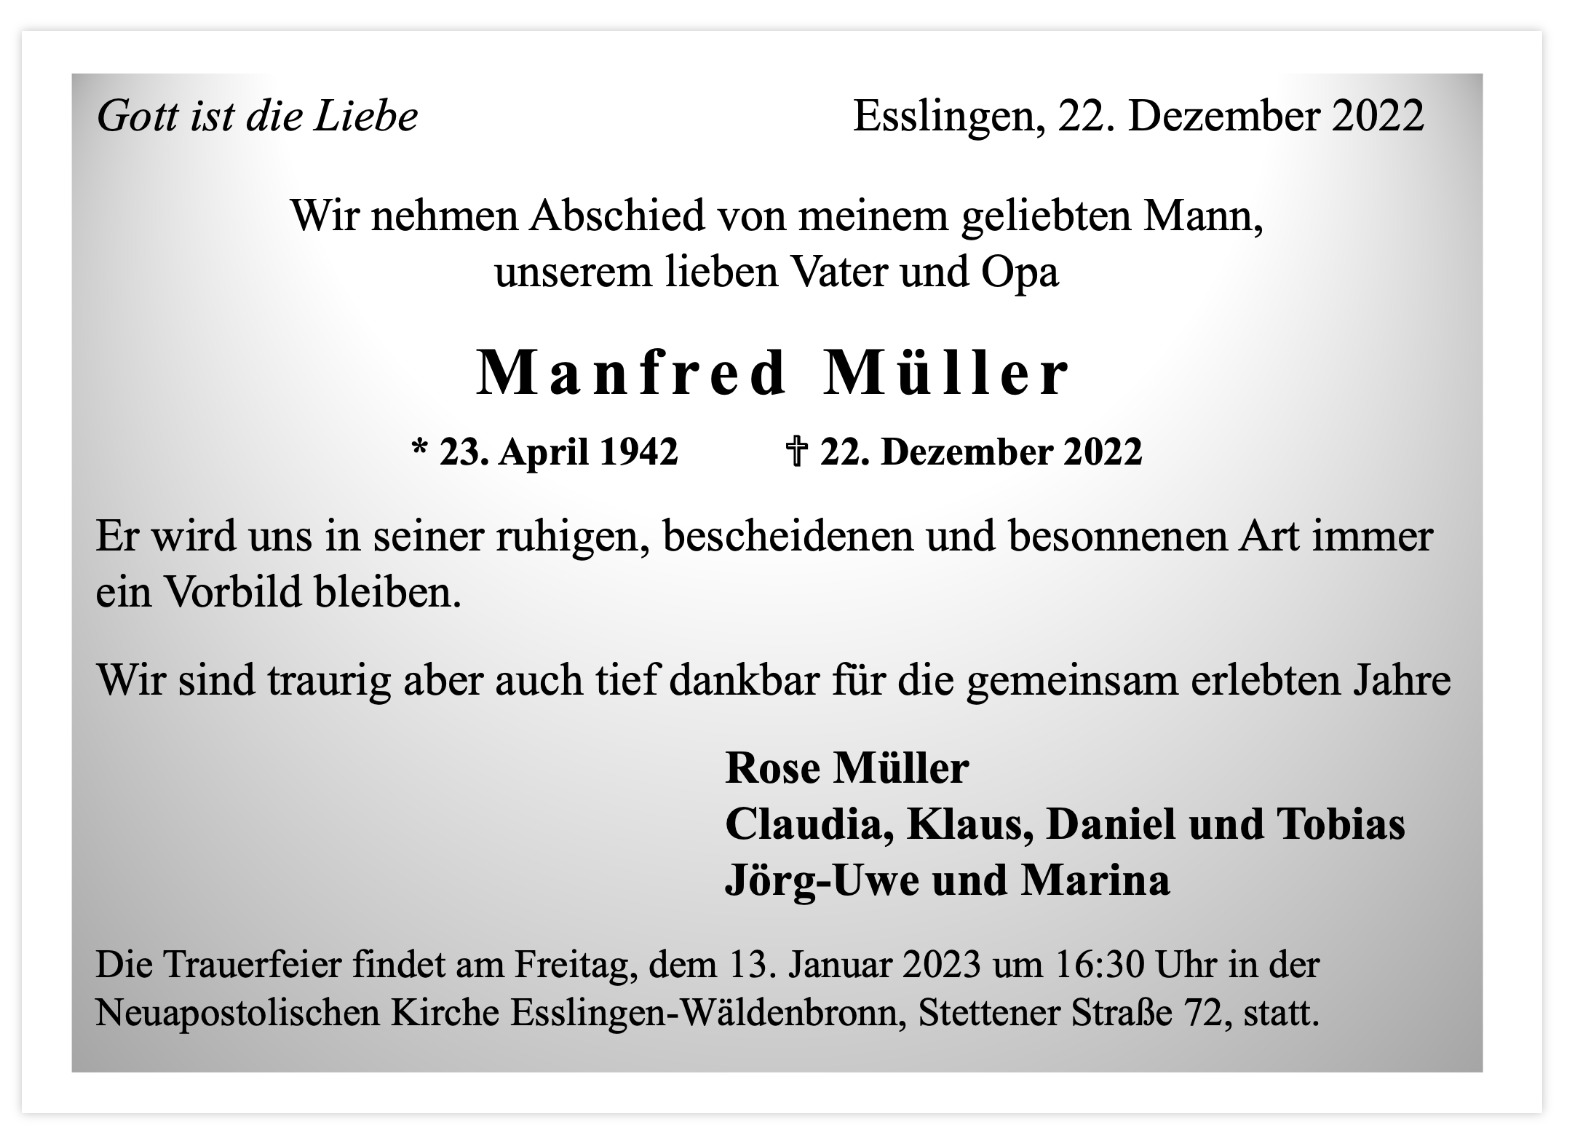 Gott ist die Liebe
Esslingen, 22. Dezember 2022
Wir nehmen Abschied von meinem geliebten Mann,
unserem lieben Vater und Opa
Manfred Müller
* 23. April 1942 ✝ 22. Dezember 2022
Er wird uns in seiner ruhigen, bescheidenen und besonnenen Art immer
ein Vorbild bleiben.
Wir sind traurig aber auch tief dankbar für die gemeinsam erlebten Jahre
Rose Müller
Claudia, Klaus, Daniel und Tobias
Jörg-Uwe und Marina
Die Trauerfeier findet am Freitag, dem 13. Januar 2023 um 16:30 Uhr in der
Neuapostolischen Kirche Esslingen-Wäldenbronn, Stettener Straße 72, statt.